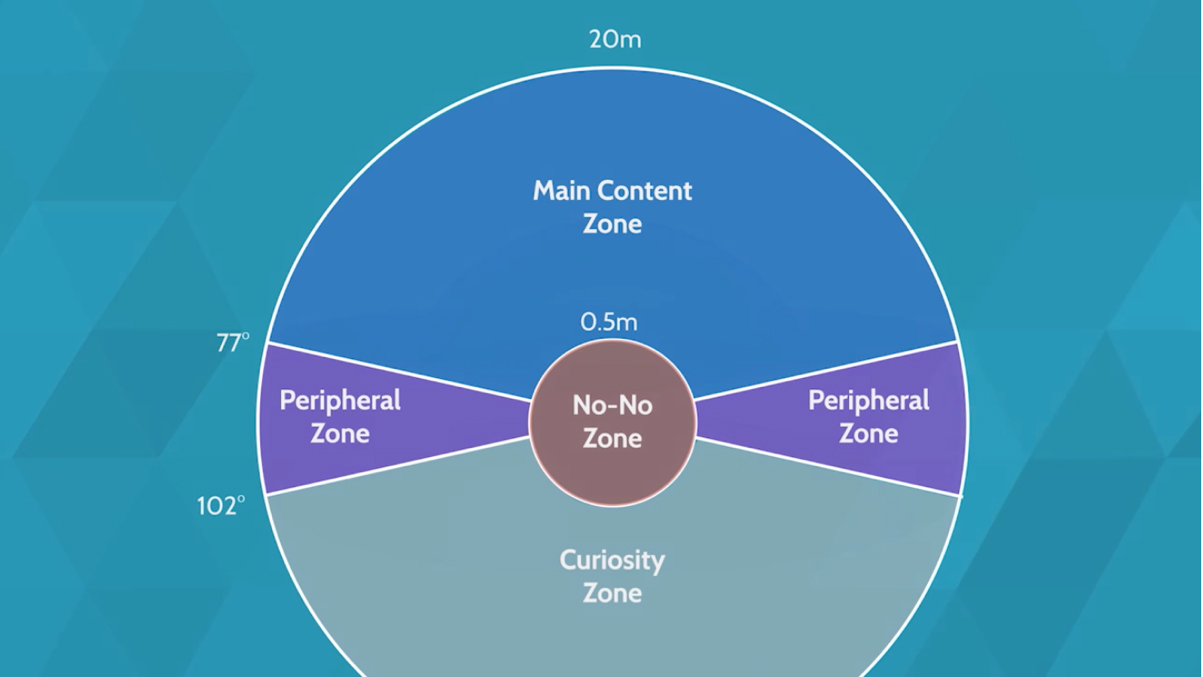 20m
Main Content
Zone
0.5m
77°
Peripheral
Zone
No-No
Zone
Peripheral
Zone
102°
Curiosity
Zone